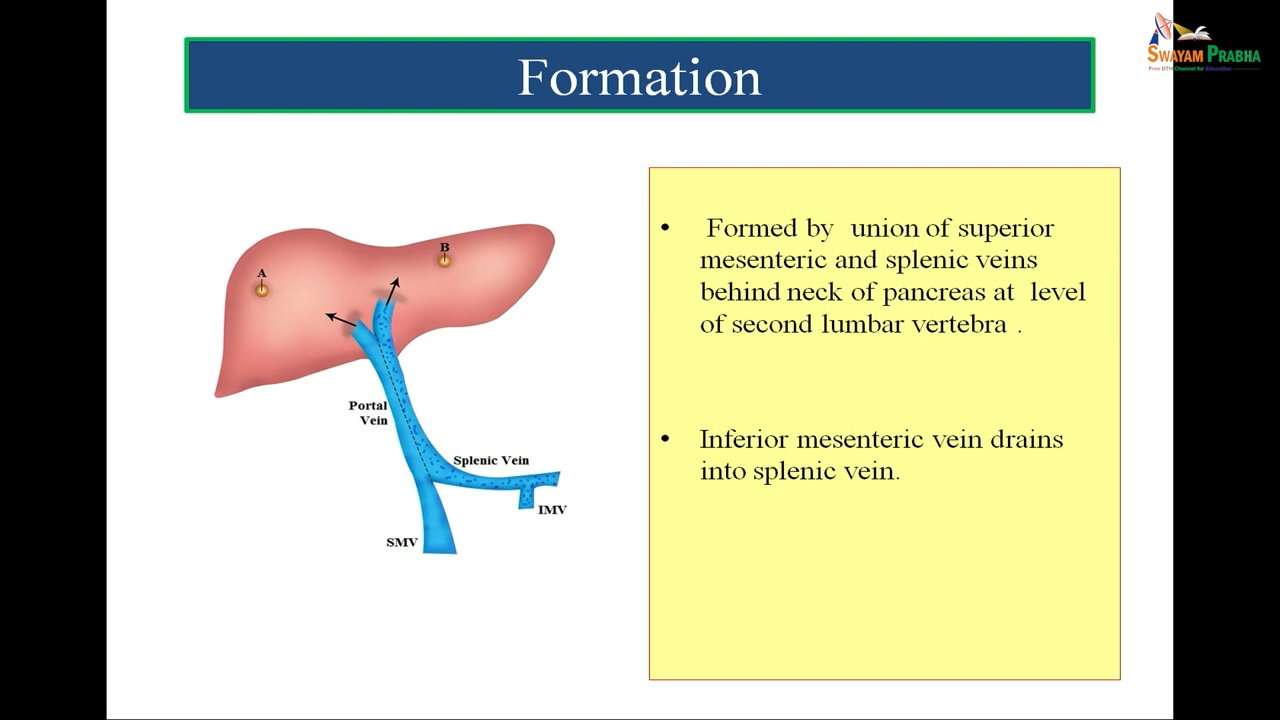 SWAYAM PRABHA
Free DTH Channel for Education
Formation
• Formed by union of superior
mesenteric and splenic veins
behind neck of pancreas at level
of second lumbar vertebra .
• Inferior mesenteric vein drains
into splenic vein.
A
B
Portal
Vein
Splenic Vein
IMV
SMV